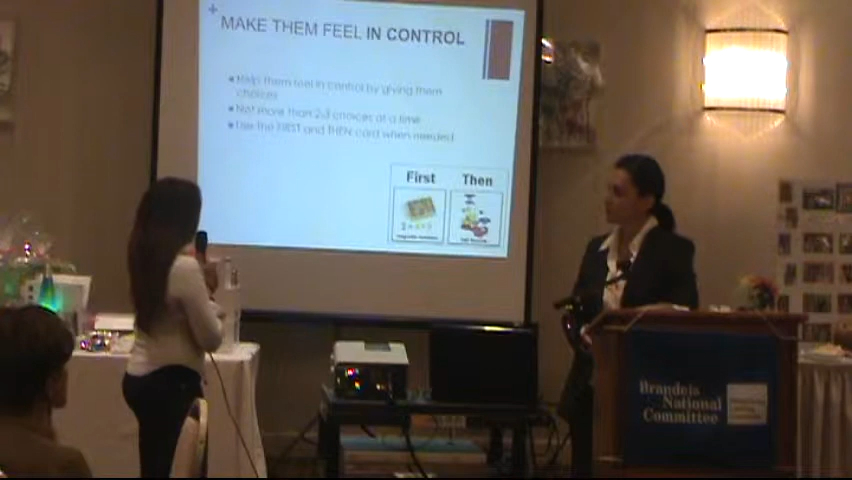 +
MAKE THEM FEEL IN CONTROL
Help them feel in control by giving them
choices
Not more than 2-3 choices at a time
Use the FIRST and THEN card when needed
First Then
Brandeis
National
Committee